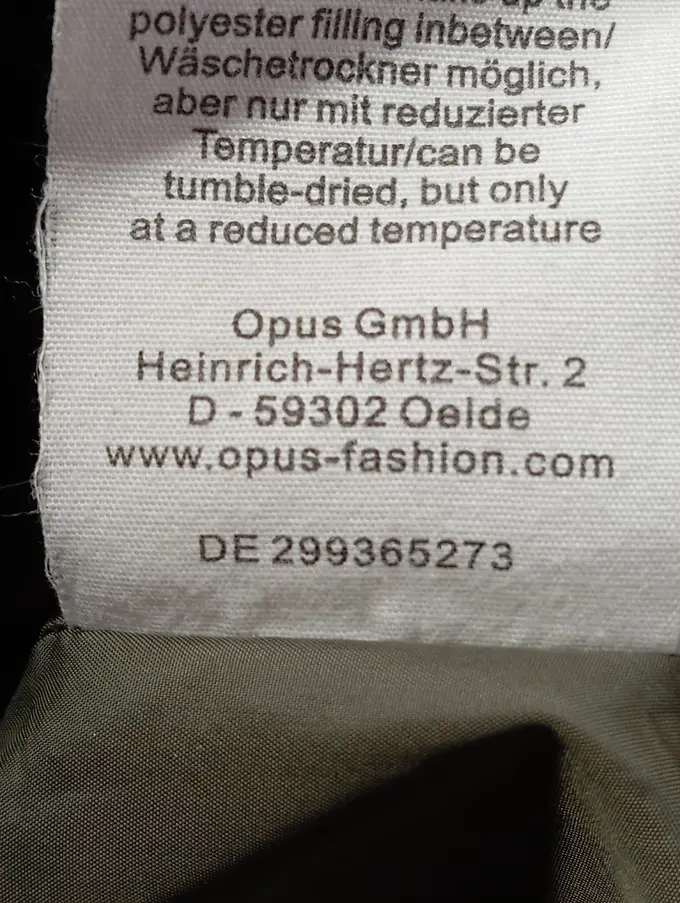 polyester filling inbetween/
Wäschetrockner möglich,
aber nur mit reduzierter
Temperatur/can be
tumble-dried, but only
at a reduced temperature
Opus GmbH
Heinrich-Hertz-Str. 2
D - 59302 Oelde
www.opus-fashion.com
DE 299365273